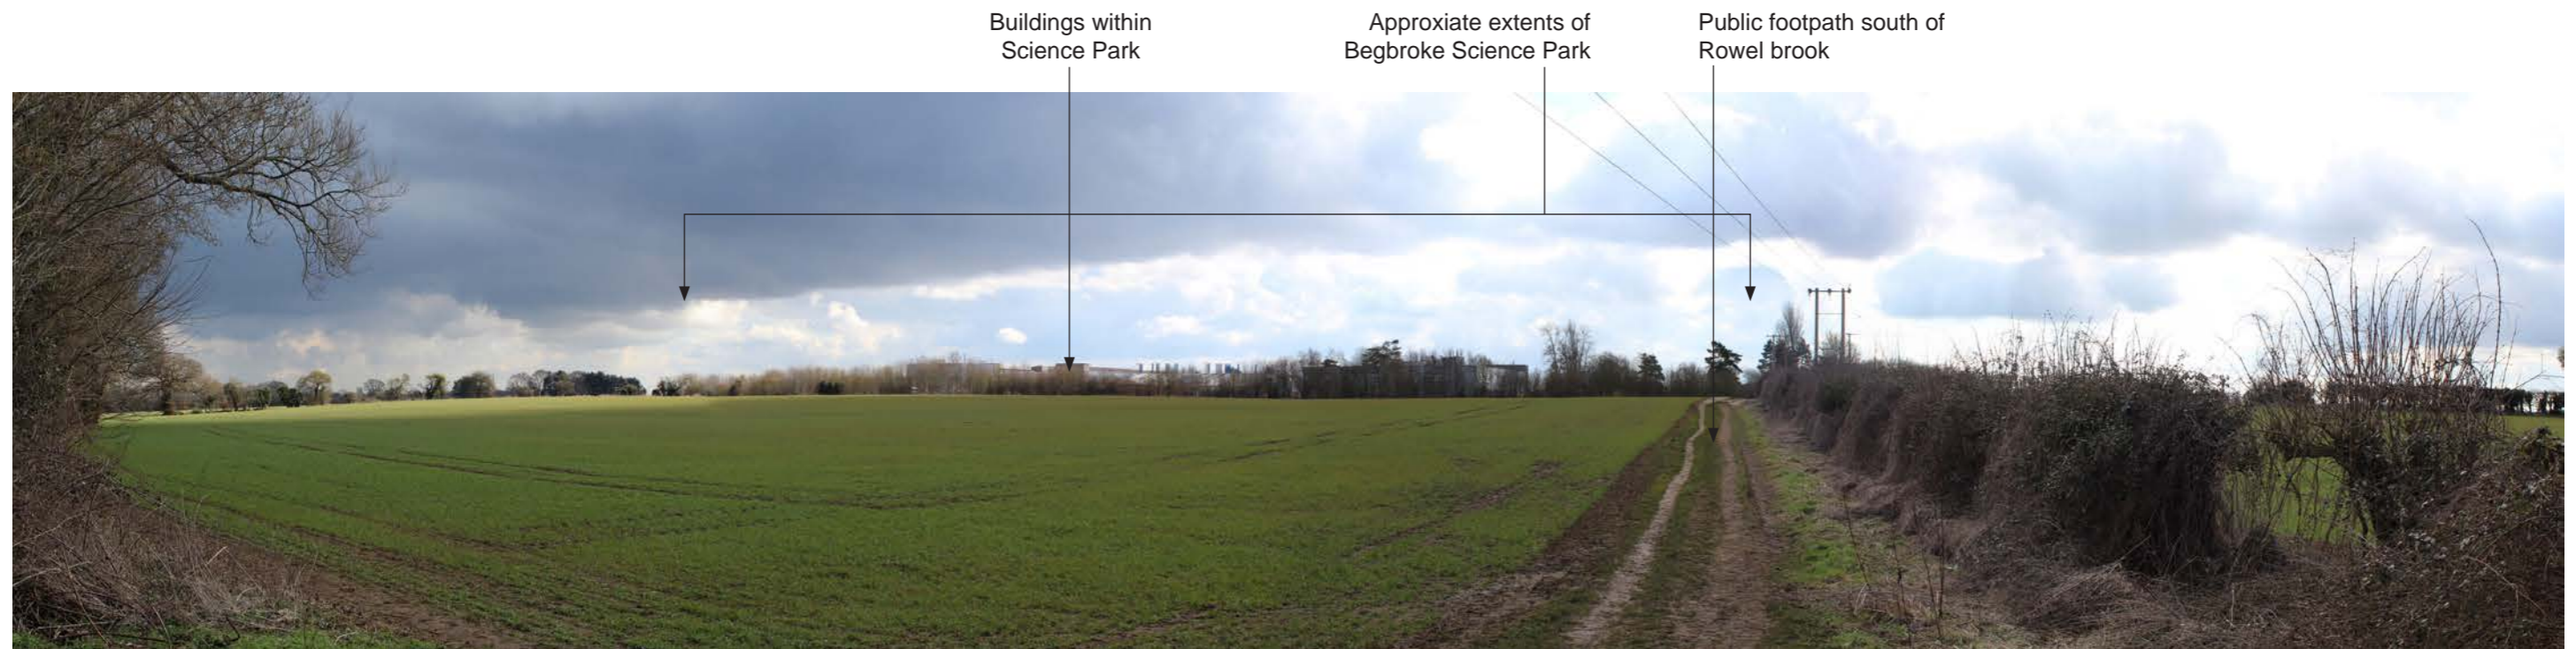 Buildings within
Science Park
Approxiate extents of
Begbroke Science Park
Public footpath south of
Rowel brook